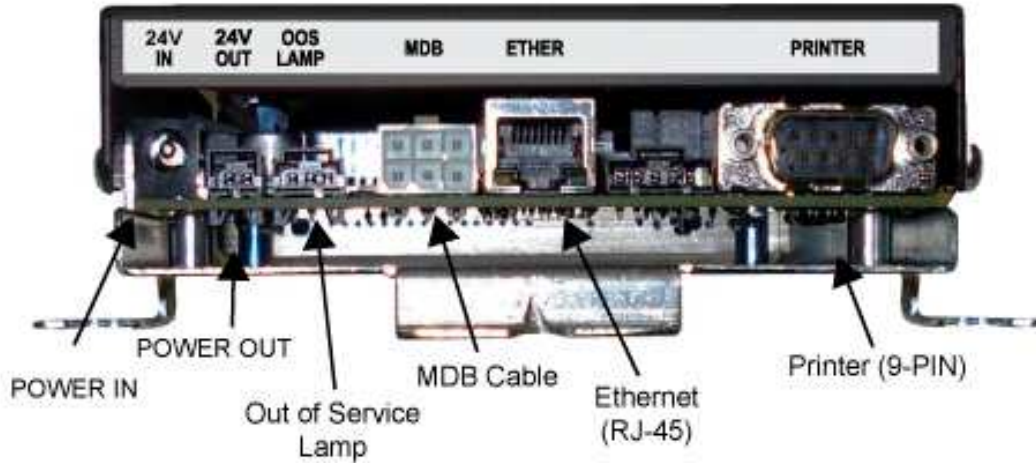 24V IN
24V OUT
OOS LAMP
MDB
ETHER
PRINTER
POWER IN
POWER OUT
Out of Service
Lamp
MDB Cable
Ethernet
(RJ-45)
Printer (9-PIN)